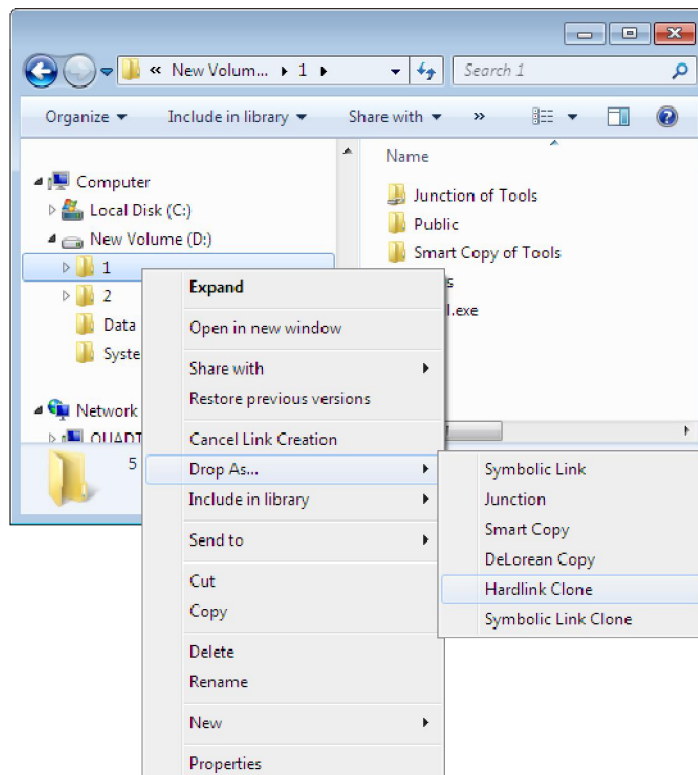 « New Volum... 1
Search 1
Organize
Include in library
Share with
»
Name
Computer
Local Disk (C:)
New Volume (D:)
1
2
Data
Syste
Network
QUADT
5
Junction of Tools
Public
Smart Copy of Tools
s
l.exe
Expand
Open in new window
Share with
Restore previous versions
Cancel Link Creation
Drop As...
Include in library
Send to
Cut
Copy
Delete
Rename
New
Properties
Symbolic Link
Junction
Smart Copy
DeLorean Copy
Hardlink Clone
Symbolic Link Clone